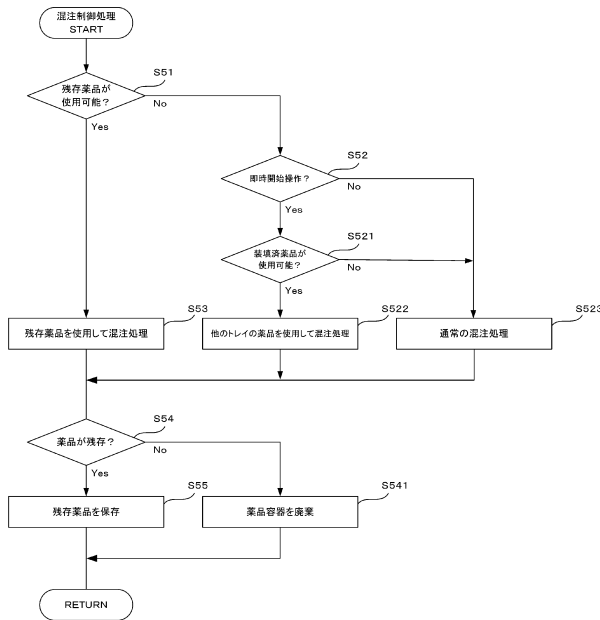 混注制御処理
START
S51
残存薬品が
使用可能？
No
Yes
S52
即時開始操作？
No
Yes
S521
装填済薬品が
使用可能？
No
Yes
S53
残存薬品を使用して混注処理
S522
他のトレイの薬品を使用して混注処理
S523
通常の混注処理
S54
薬品が残存？
No
Yes
S55
残存薬品を保存
S541
薬品容器を廃棄
RETURN